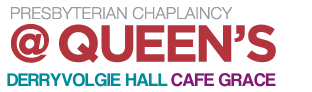 PRESBYTERIAN CHAPLAINCY
@ QUEEN'S
DERRYVOLGIE HALL CAFE GRACE